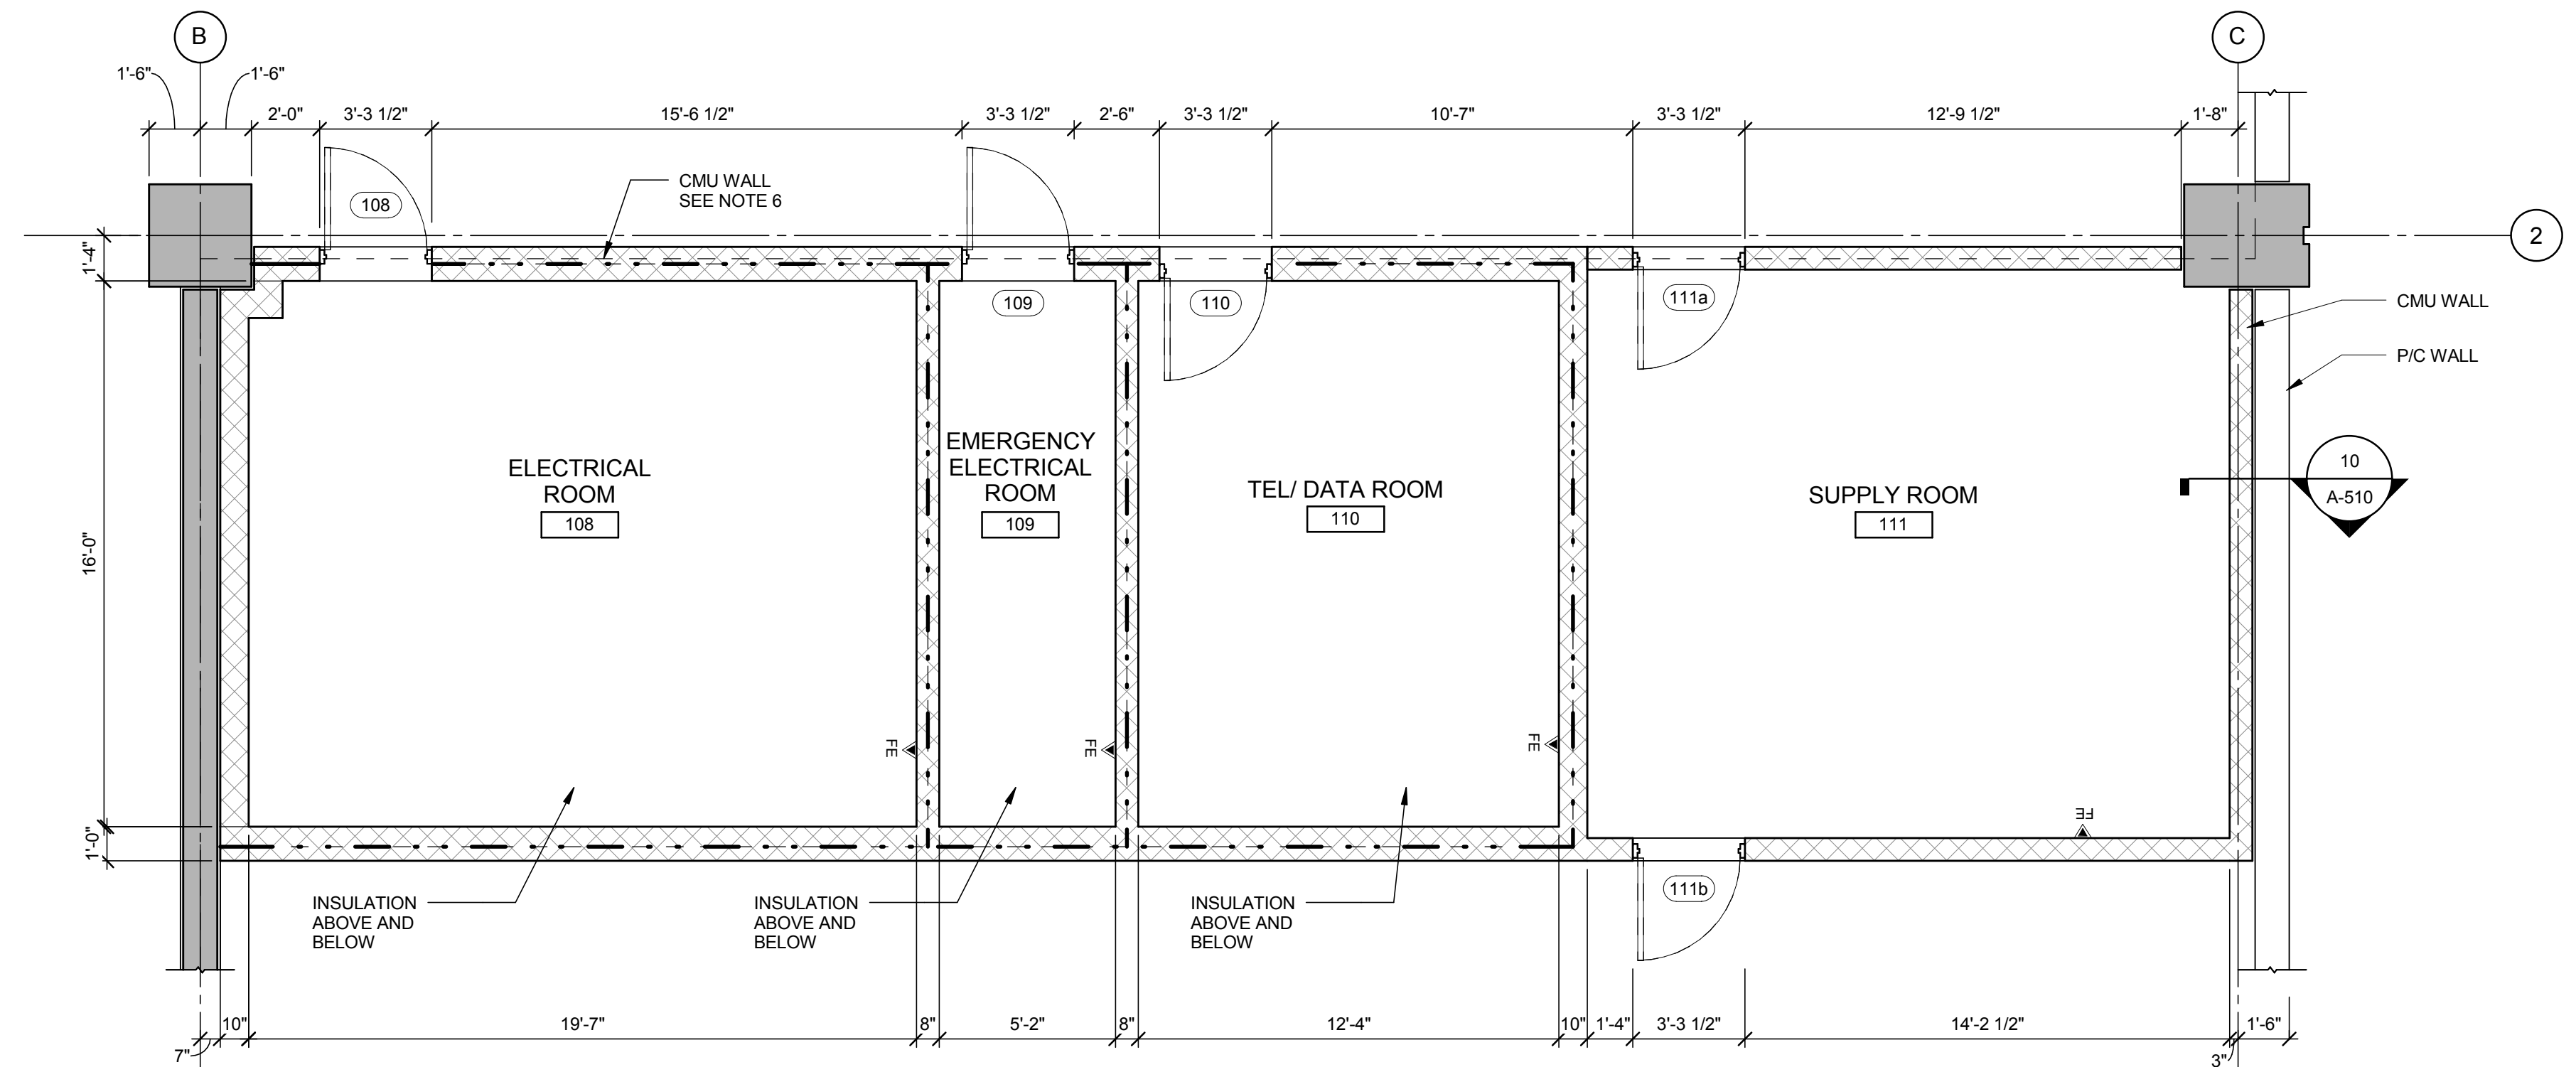 B
C
1'-6"
1'-6"
2'-0"
3'-3 1/2"
15'-6 1/2"
3'-3 1/2"
2'-6"
3'-3 1/2"
10'-7"
3'-3 1/2"
12'-9 1/2"
1'-8"
CMU WALL
SEE NOTE 6
108
2
1'-4"
109
110
111a
CMU WALL
P/C WALL
ELECTRICAL
ROOM
108
EMERGENCY
ELECTRICAL
ROOM
109
TEL/ DATA ROOM
110
SUPPLY ROOM
111
10
A-510
16'-0"
FE
FE
FE
FE
1'-0"
111b
INSULATION
ABOVE AND
BELOW
INSULATION
ABOVE AND
BELOW
INSULATION
ABOVE AND
BELOW
7"
10"
19'-7"
8"
5'-2"
8"
12'-4"
10"
1'-4"
3'-3 1/2"
14'-2 1/2"
3"
1'-6"